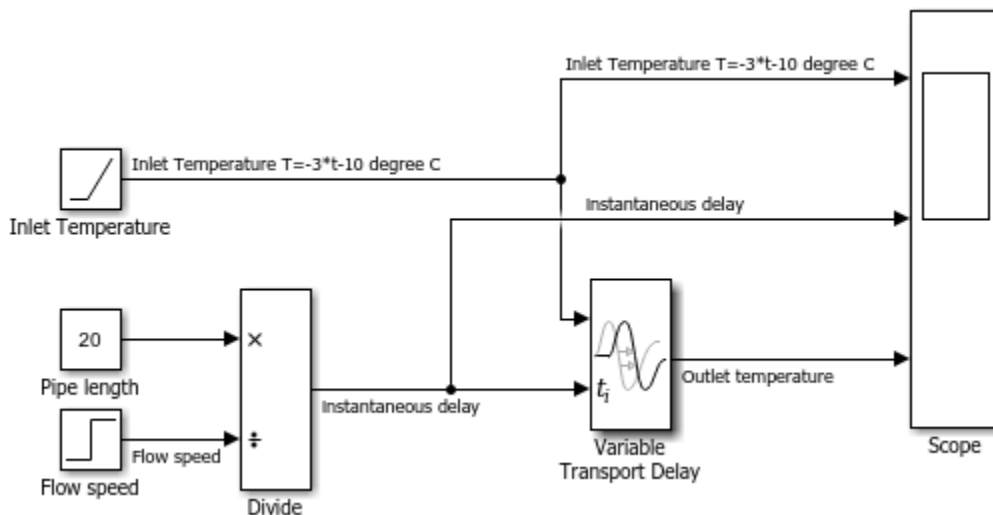 Inlet Temperature T=-3*t-10 degree C
Inlet Temperature T=-3*t-10 degree C
Inlet Temperature
Instantaneous delay
20
×
Pipe length
Outlet temperature
Instantaneous delay
ti
÷
Flow speed
Flow speed
Divide
Variable
Transport Delay
Scope